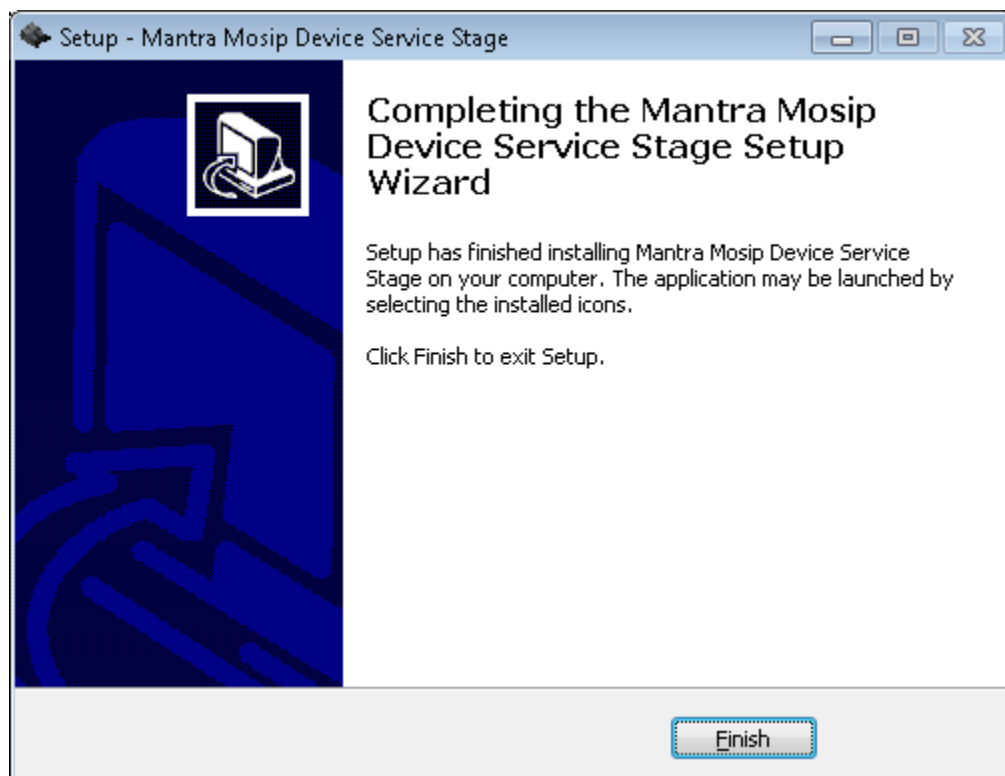 Setup - Mantra Mosip Device Service Stage
Completing the Mantra Mosip
Device Service Stage Setup
Wizard
Setup has finished installing Mantra Mosip Device Service
Stage on your computer. The application may be launched by
selecting the installed icons.
Click Finish to exit Setup.
Finish